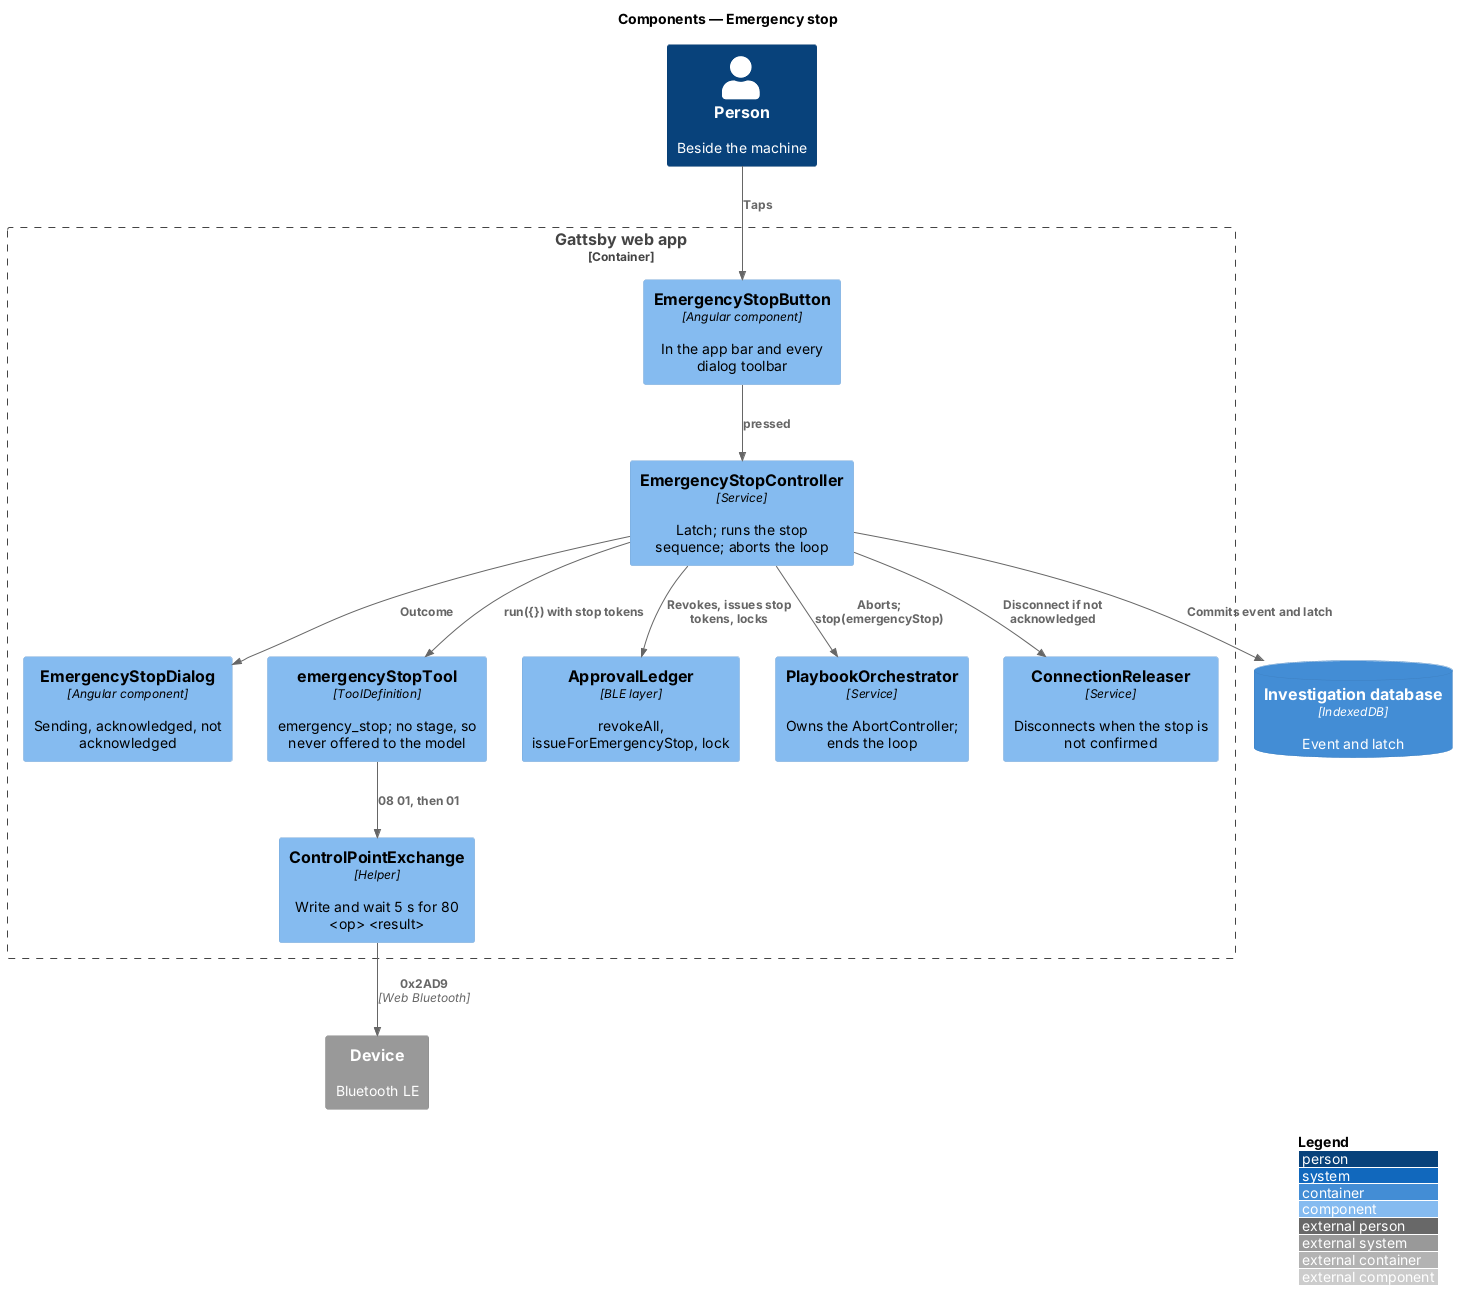 Components — Emergency stop
Person
Beside the machine
Taps
Gattsby web app
[Container]
EmergencyStopButton
[Angular component]
In the app bar and every
dialog toolbar
pressed
EmergencyStopController
[Service]
Latch; runs the stop
sequence; aborts the loop
Outcome
run({}) with stop tokens
Revokes, issues stop
tokens, locks
Aborts;
stop(emergencyStop)
Disconnect if not
acknowledged
Commits event and latch
EmergencyStopDialog
[Angular component]
Sending, acknowledged, not
acknowledged
emergencyStopTool
[ToolDefinition]
emergency_stop; no stage, so
never offered to the model
ApprovalLedger
[BLE layer]
revokeAll,
issueForEmergencyStop, lock
PlaybookOrchestrator
[Service]
Owns the AbortController;
ends the loop
ConnectionReleaser
[Service]
Disconnects when the stop is
not confirmed
Investigation database
[IndexedDB]
Event and latch
08 01, then 01
ControlPointExchange
[Helper]
Write and wait 5 s for 80
<op> <result>
0x2AD9
[Web Bluetooth]
Device
Bluetooth LE
Legend
person
system
container
component
external person
external system
external container
external component